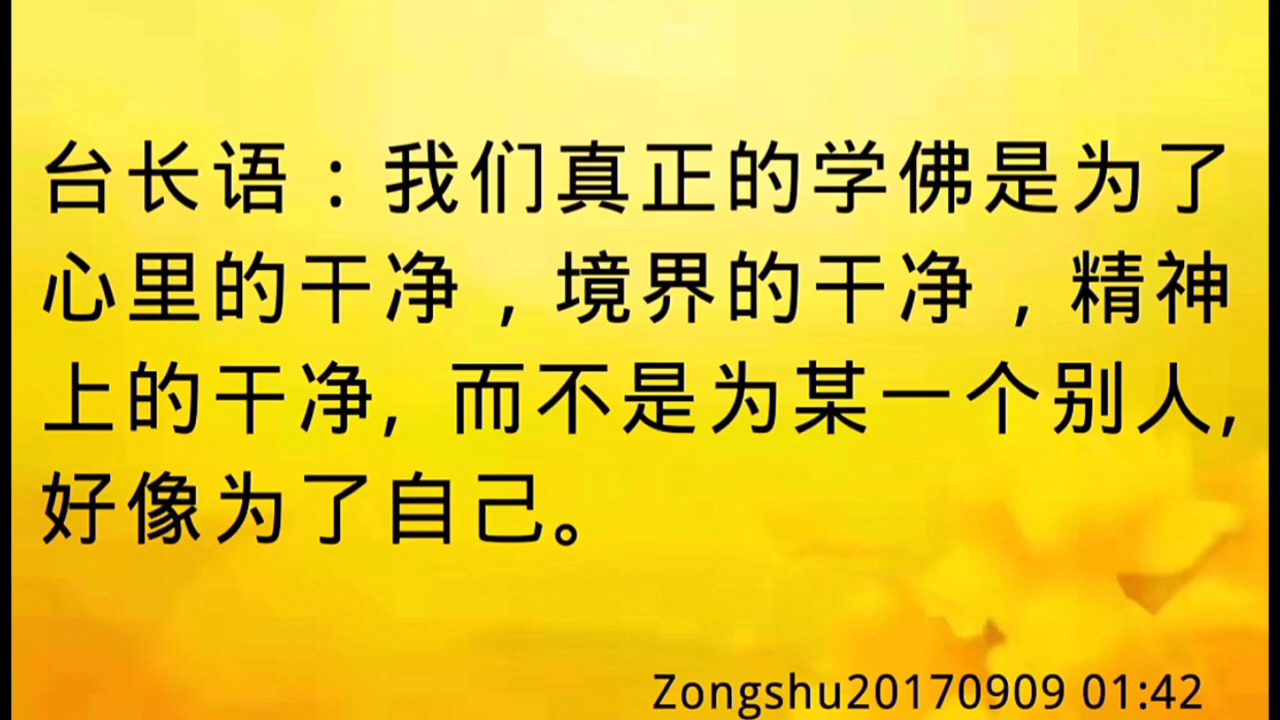 台长语：我们真正的学佛是为了
心里的干净，境界的干净，精神
上的干净, 而不是为某一个别人,
好像为了自己。
Zongshu20170909 01:42